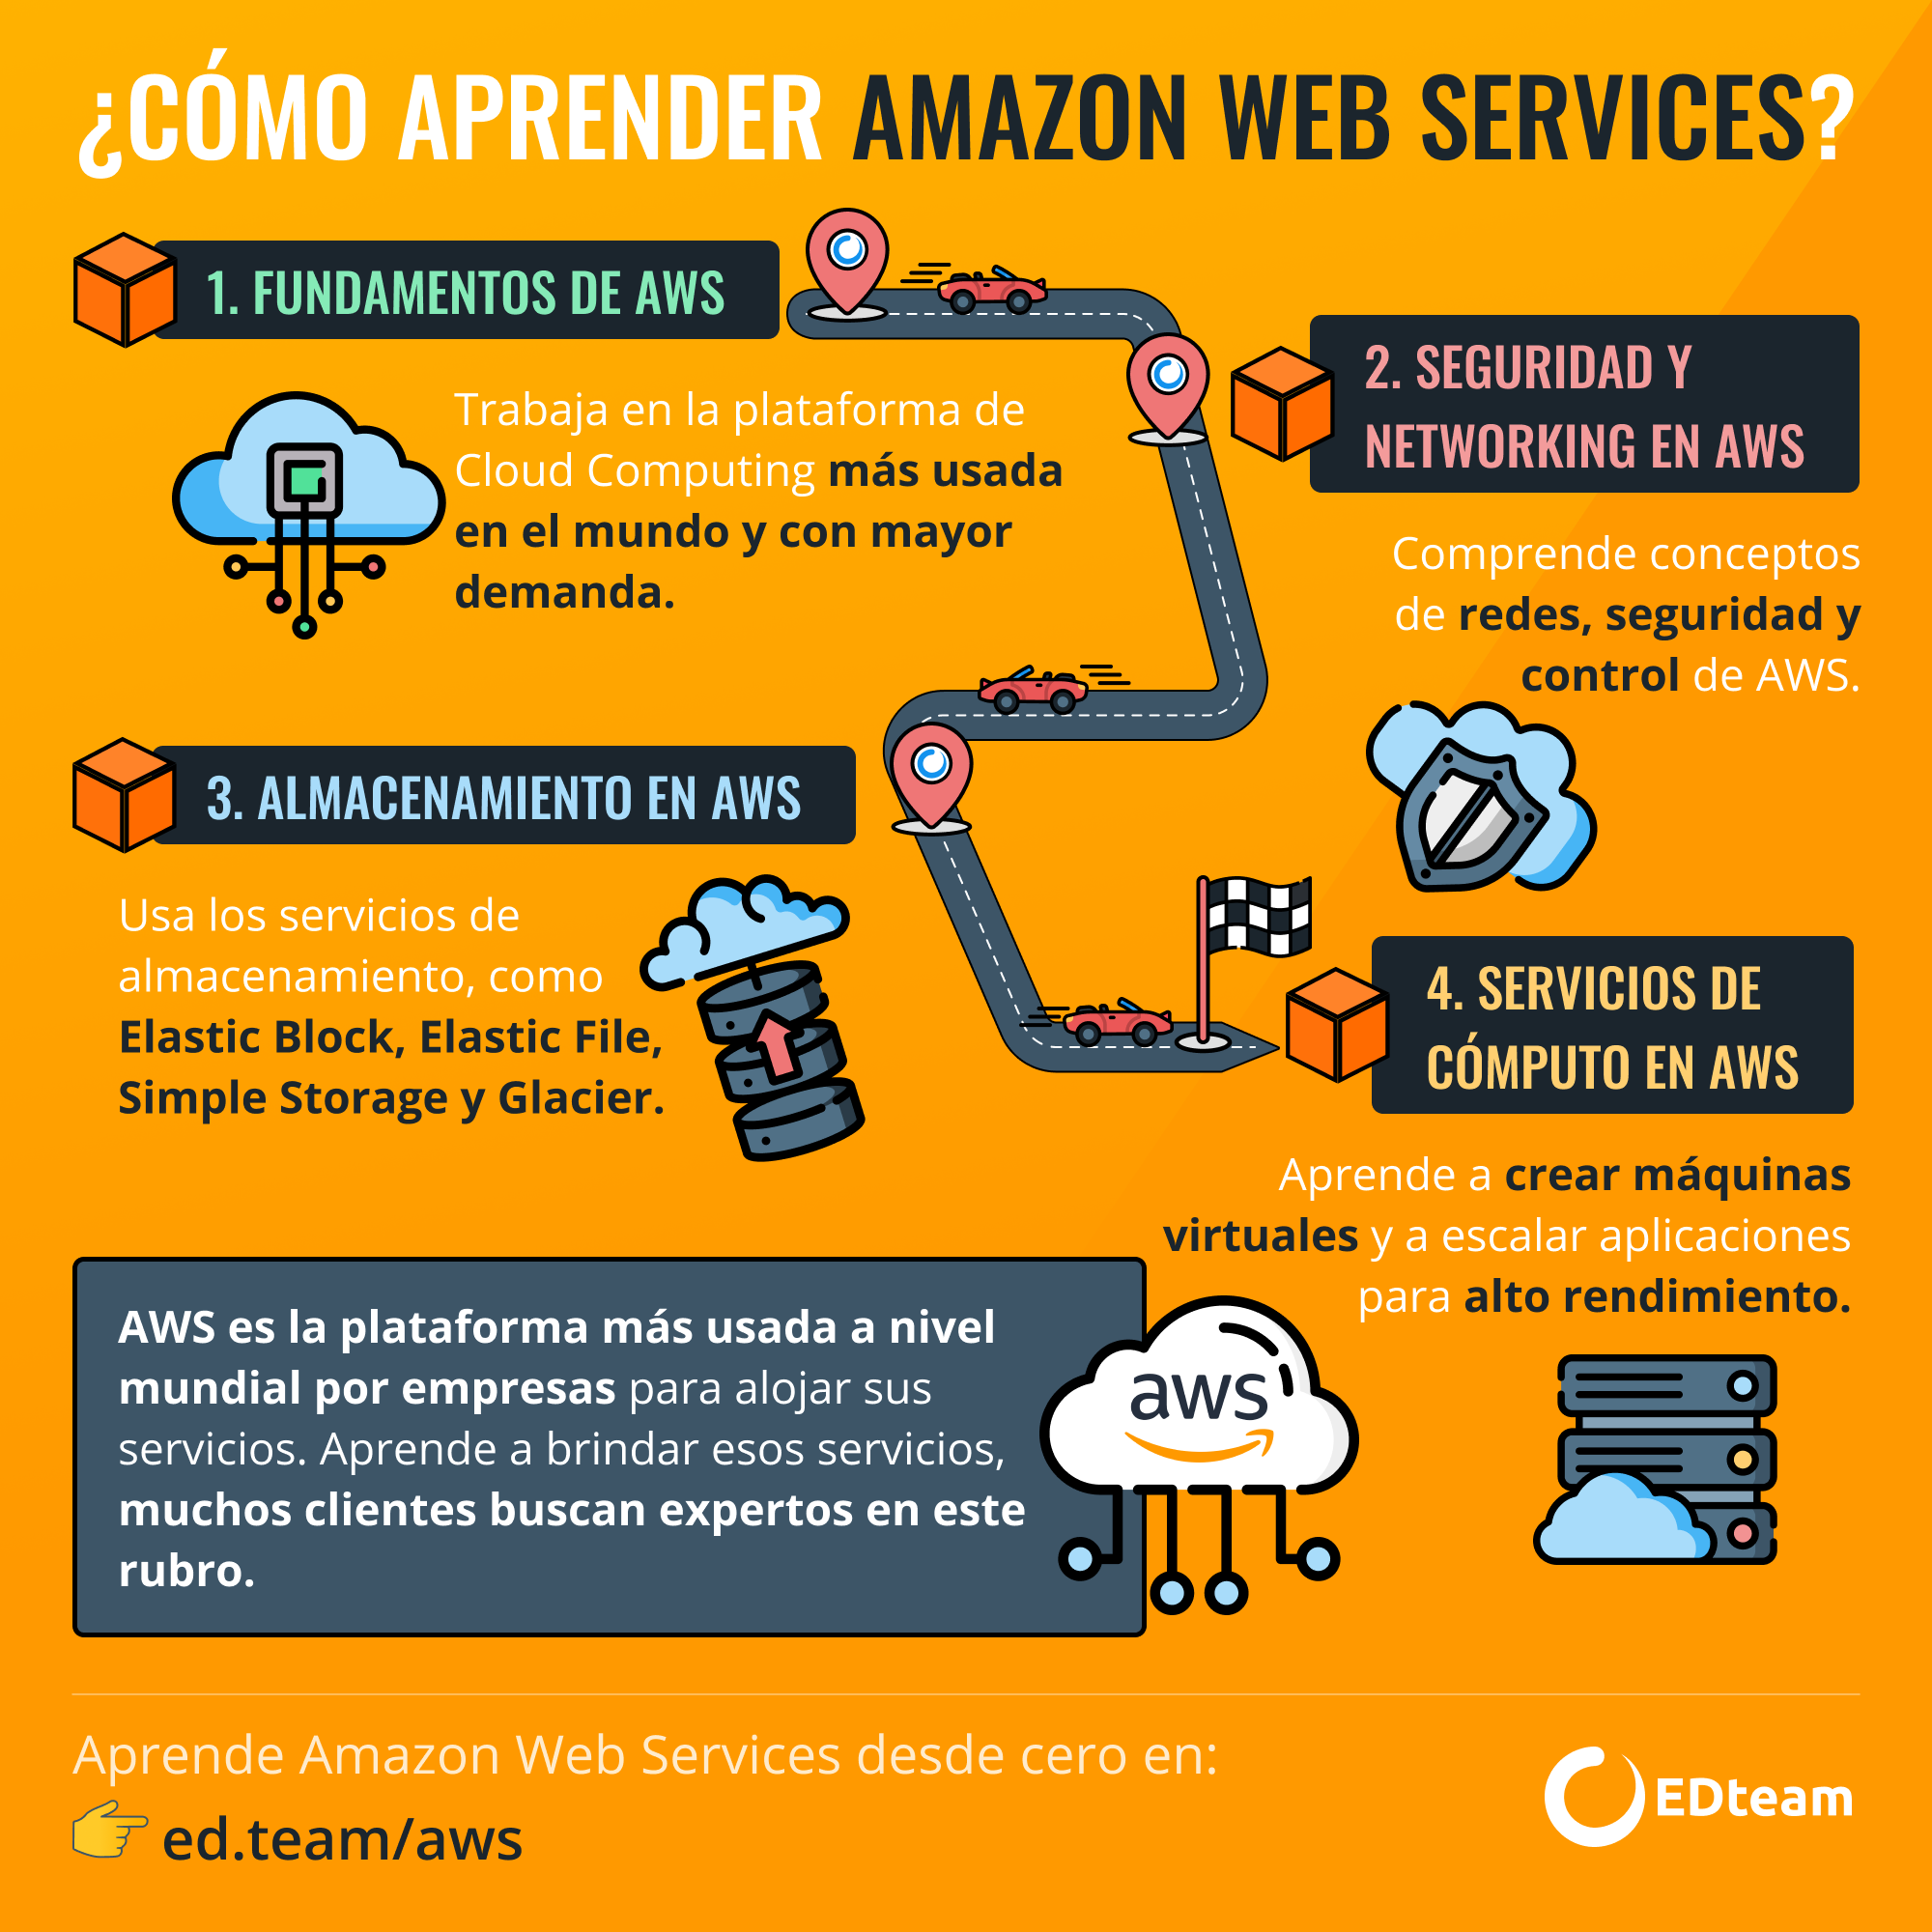 ¿CÓMO APRENDER AMAZON WEB SERVICES?
1. FUNDAMENTOS DE AWS
Trabaja en la plataforma de
Cloud Computing más usada
en el mundo y con mayor
demanda.
2. SEGURIDAD Y
NETWORKING EN AWS
Comprende conceptos
de redes, seguridad y
control de AWS.
3. ALMACENAMIENTO EN AWS
Usa los servicios de
almacenamiento, como
Elastic Block, Elastic File,
Simple Storage y Glacier.
4. SERVICIOS DE
CÓMPUTO EN AWS
Aprende a crear máquinas
virtuales y a escalar aplicaciones
para alto rendimiento.
AWS es la plataforma más usada a nivel
mundial por empresas para alojar sus
servicios. Aprende a brindar esos servicios,
muchos clientes buscan expertos en este
rubro.
aws
Aprende Amazon Web Services desde cero en:
ed.team/aws
EDteam